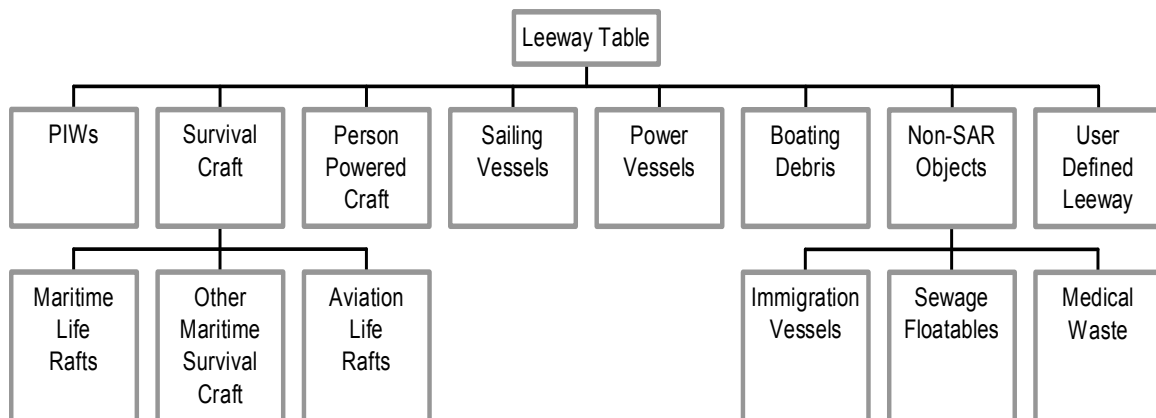 Leeway Table
PIWs
Survival
Craft
Person
Powered
Craft
Sailing
Vessels
Power
Vessels
Boating
Debris
Non-SAR
Objects
User
Defined
Leeway
Maritime
Life
Rafts
Other
Maritime
Survival
Craft
Aviation
Life
Rafts
Immigration
Vessels
Sewage
Floatables
Medical
Waste